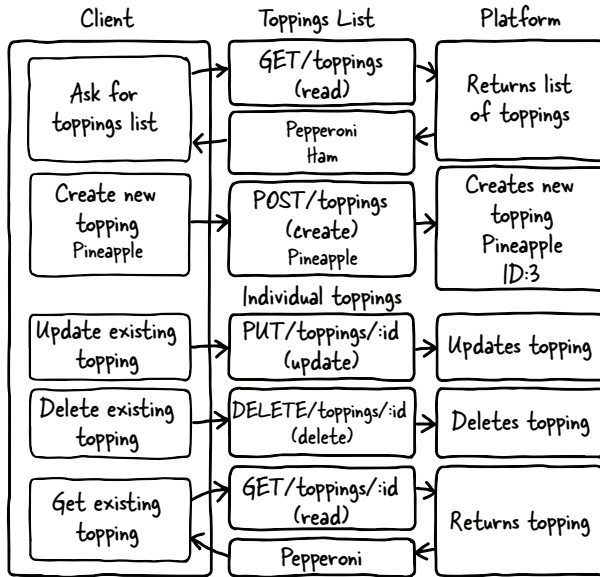 Client
Toppings List
Platform
Ask for
toppings list
GET/toppings
(read)
Returns list
of toppings
Pepperoni
Ham
Create new
topping
Pineapple
POST/toppings
(create)
Pineapple
Creates new
topping
Pineapple
ID:3
Individual toppings
Update existing
topping
PUT/toppings/:id
(update)
Updates topping
Delete existing
topping
DELETE/toppings/:id
(delete)
Deletes topping
Get existing
topping
GET/toppings/:id
(read)
Returns topping
Pepperoni